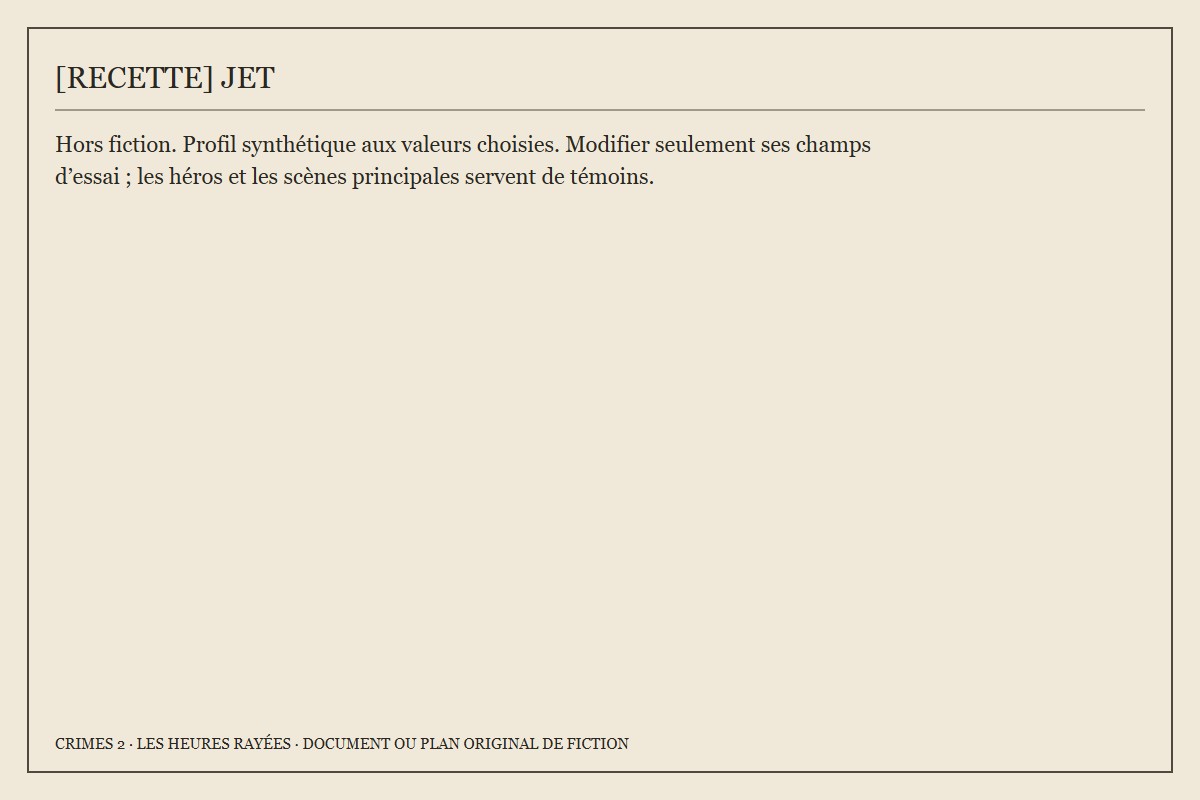 [RECETTE] JET
Hors fiction. Profil synthétique aux valeurs choisies. Modifier seulement ses champs
d’essai ; les héros et les scènes principales servent de témoins.
CRIMES 2 · LES HEURES RAYÉES · DOCUMENT OU PLAN ORIGINAL DE FICTION